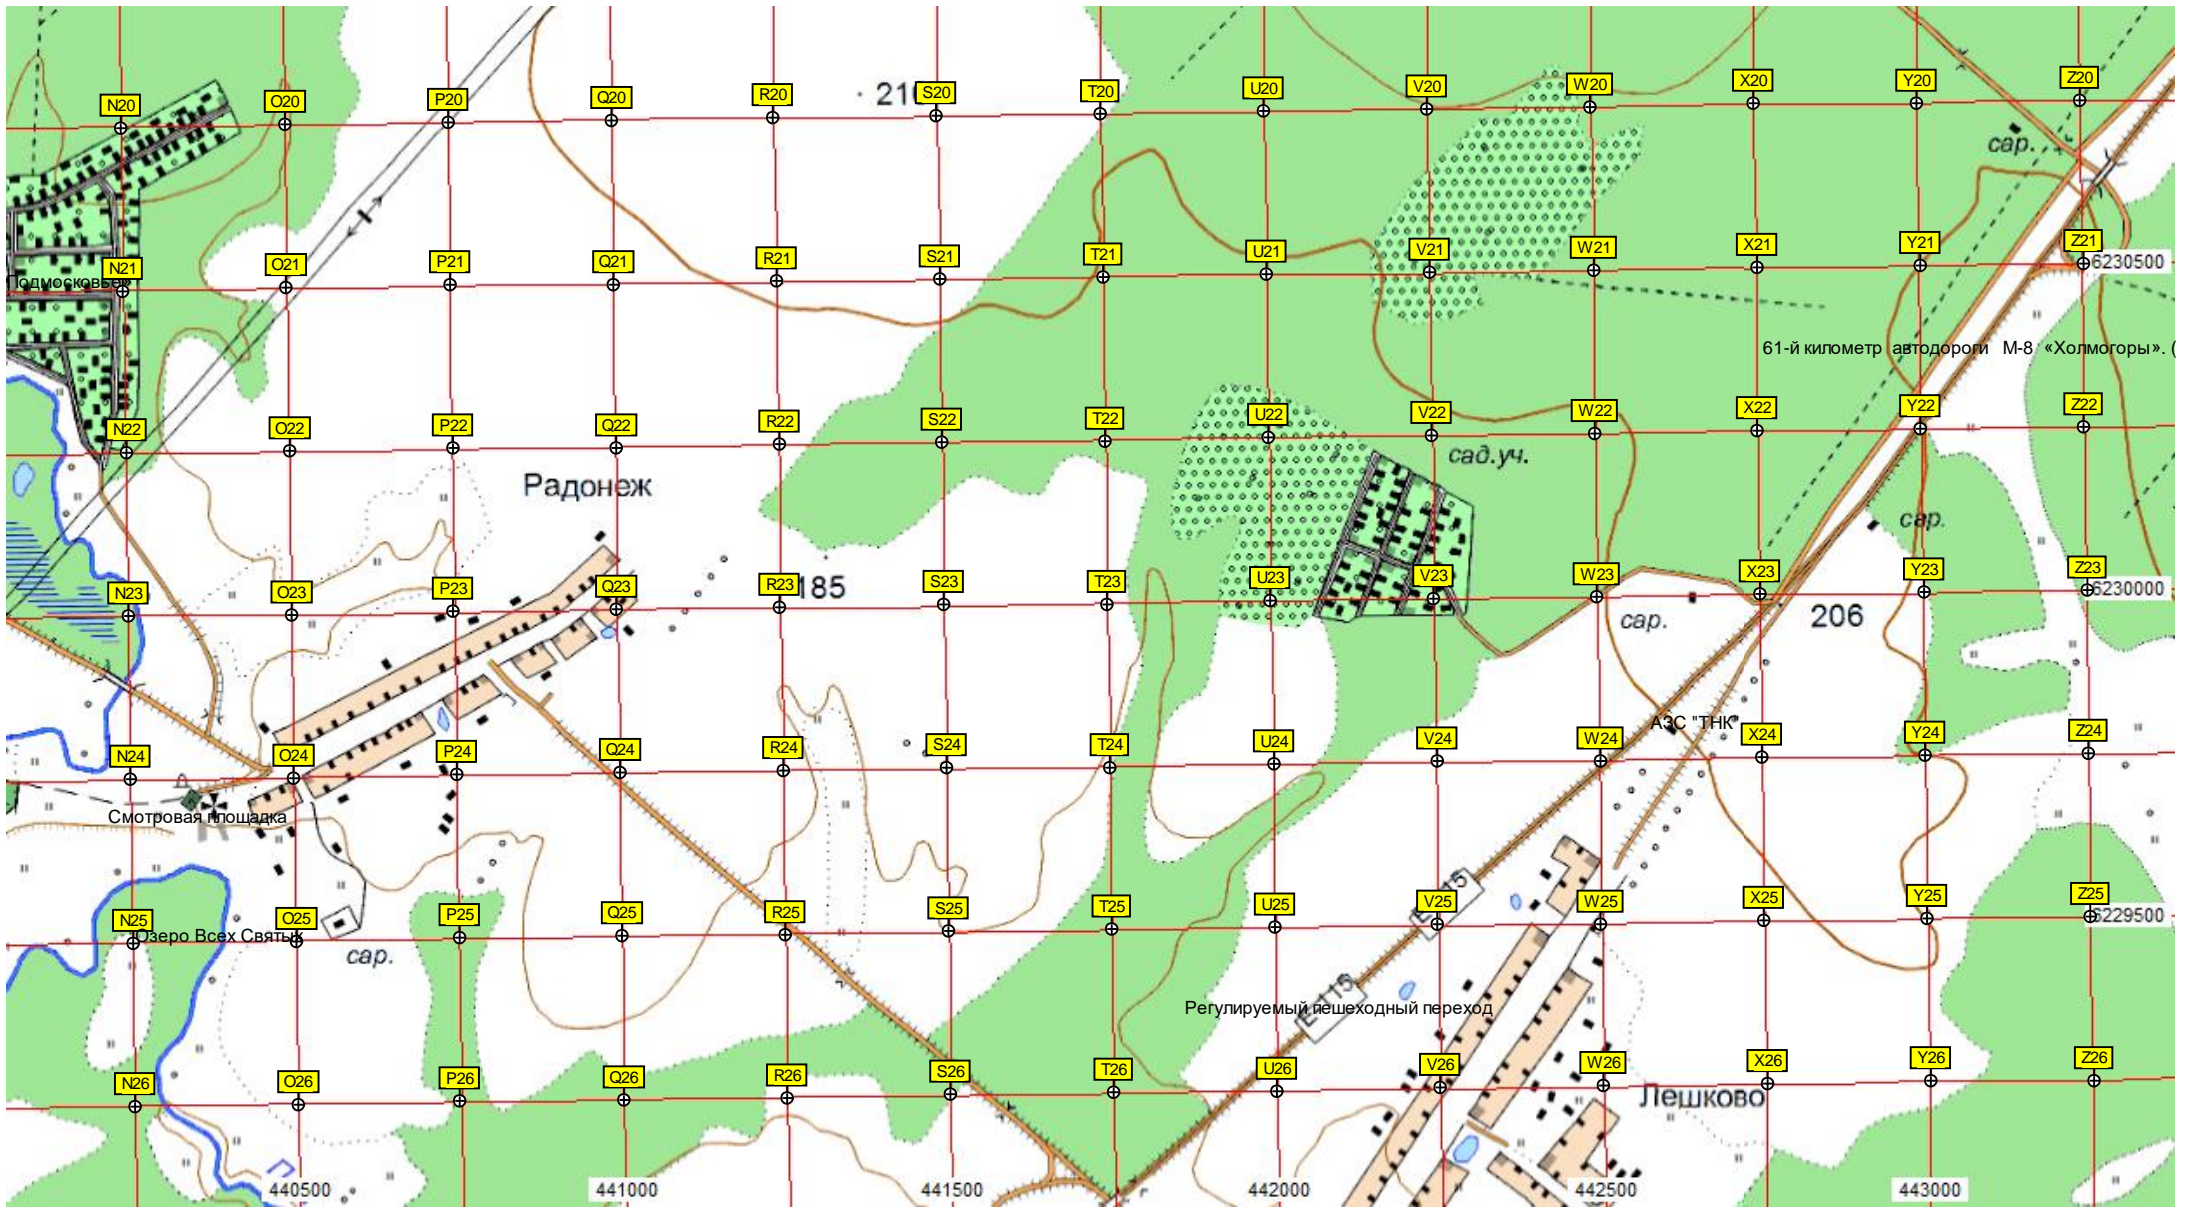 N20 O20 P20 Q20 R20 S20 T20 U20 V20 W20 X20 Y20 Z20
сар.
N21 O21 P21 Q21 R21 S21 T21 U21 V21 W21 X21 Y21 Z21
6230500
Подмосковье»
61-й километр автодороги М-8 «Холмогоры». (
N22 O22 P22 Q22 R22 S22 T22 U22 V22 W22 X22 Y22 Z22
сад.уч.
Радонеж
сар.
N23 O23 P23 Q23 R23 S23 T23 U23 V23 W23 X23 Y23 Z23
185
6230000
сар.
206
АЗС "ТНК"
N24 O24 P24 Q24 R24 S24 T24 U24 V24 W24 X24 Y24 Z24
Смотровая площадка
N25 O25 P25 Q25 R25 S25 T25 U25 V25 W25 X25 Y25 Z25
6229500
Озеро Всех Святых
сар.
E-115
Регулируемый пешеходный переход
N26 O26 P26 Q26 R26 S26 T26 U26 V26 W26 X26 Y26 Z26
Лешково
440500 441000 441500 442000 442500 443000